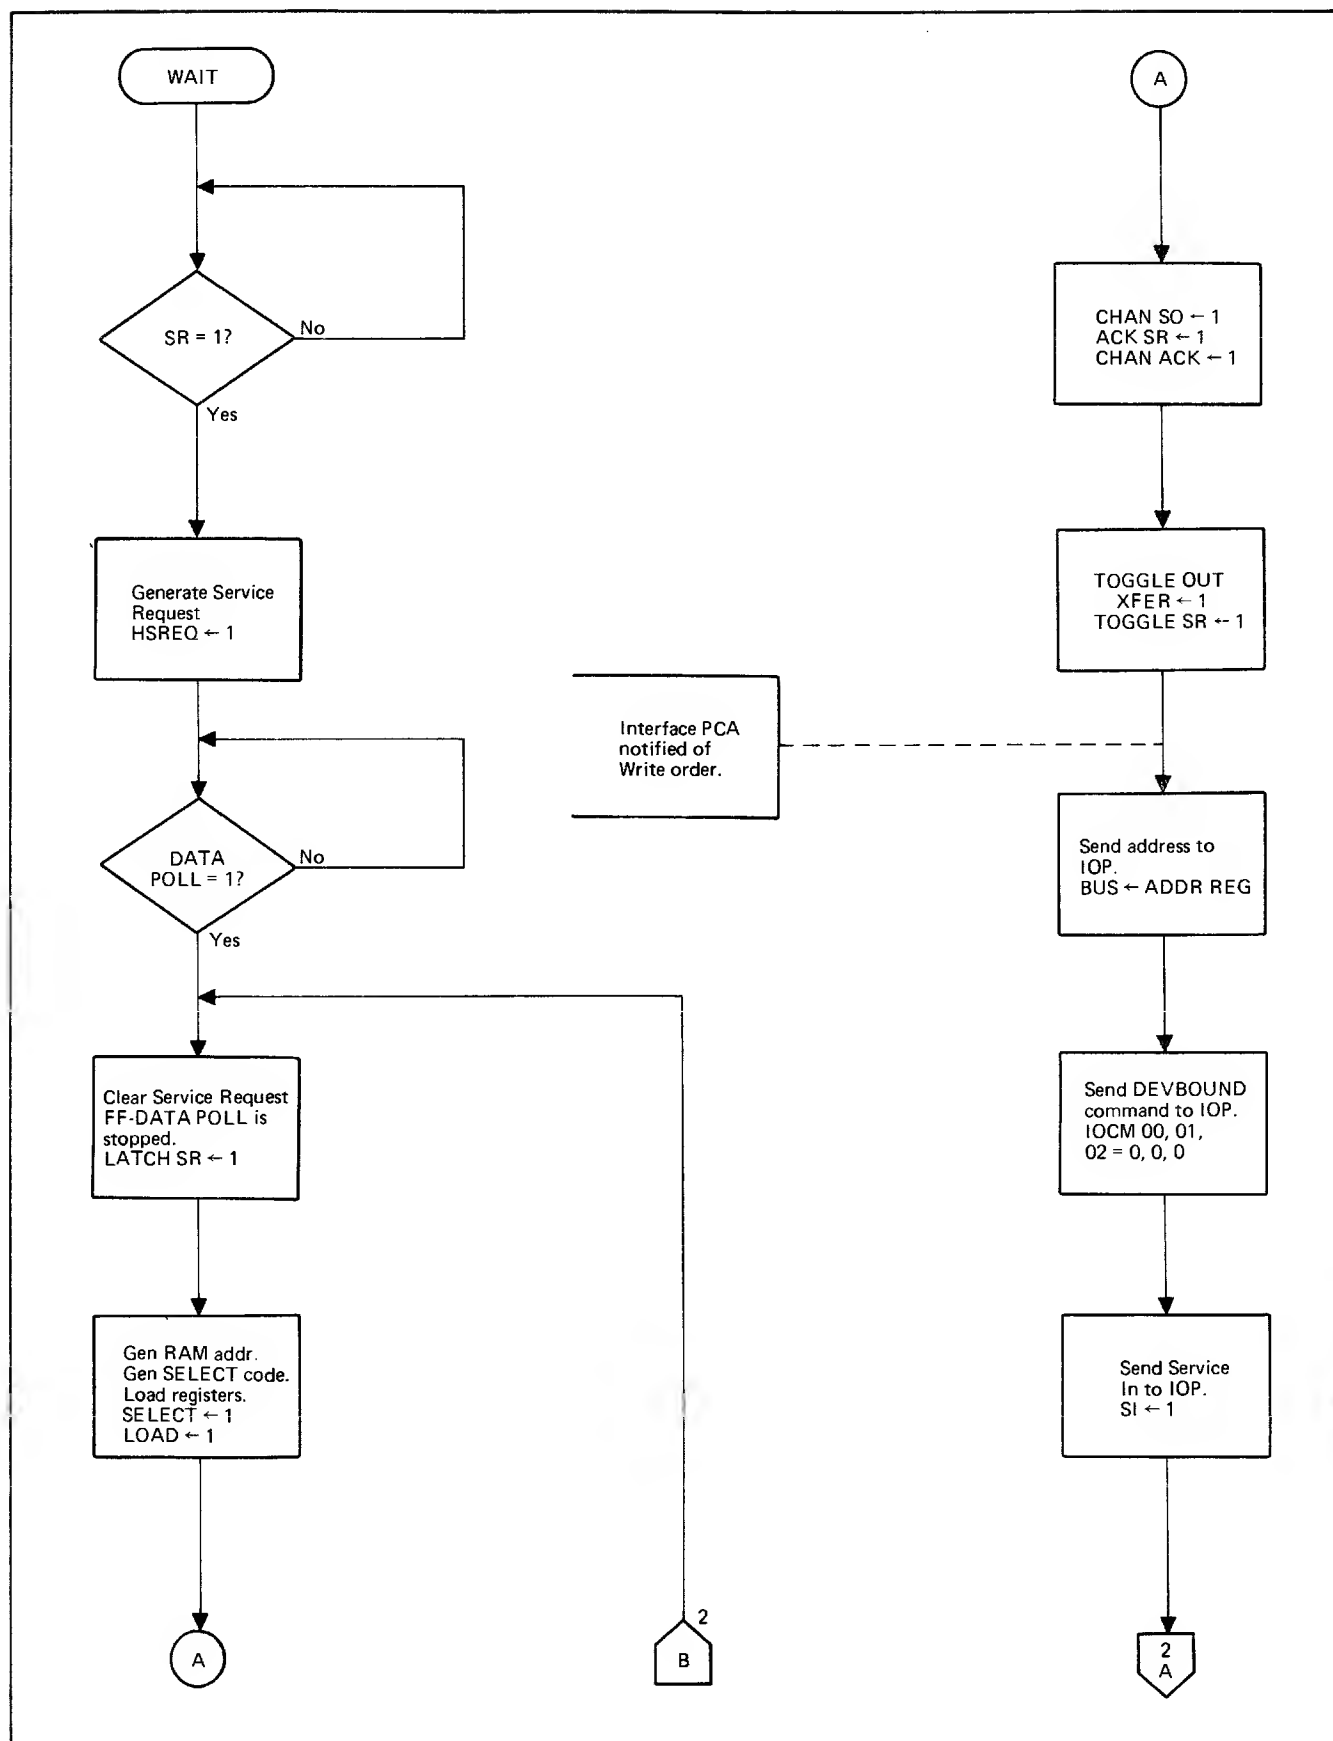 WAIT
SR = 1?
No
Yes
Generate Service
Request
HSREQ ← 1
DATA
POLL = 1?
No
Yes
Clear Service Request
FF-DATA POLL is
stopped.
LATCH SR ← 1
Gen RAM addr.
Gen SELECT code.
Load registers.
SELECT ← 1
LOAD ← 1
A
Interface PCA
notified of
Write order.
2
B
A
CHAN SO ← 1
ACK SR ← 1
CHAN ACK ← 1
TOGGLE OUT
XFER ← 1
TOGGLE SR ← 1
Send address to
IOP.
BUS ← ADDR REG
Send DEVBOUND
command to IOP.
IOCM 00, 01,
02 = 0, 0, 0
Send Service
In to IOP.
SI ← 1
2
A